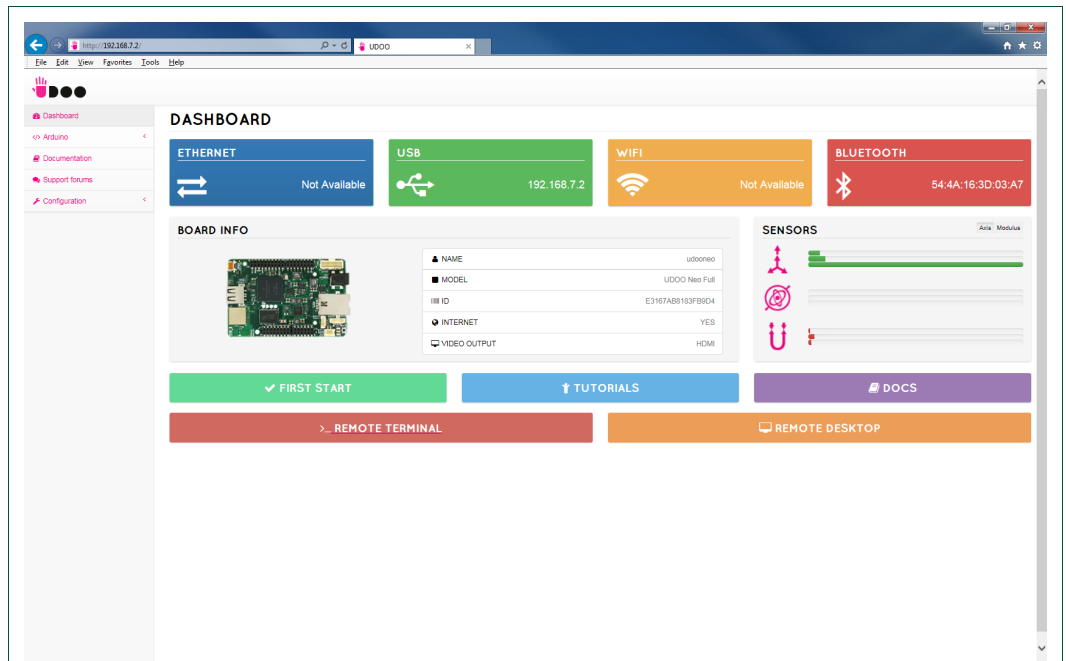 http://192.168.7.2/
UDOO
File Edit View Favorites Tools Help
UDOO
Dashboard
Arduino
Documentation
Support forums
Configuration
DASHBOARD
ETHERNET
Not Available
USB
192.168.7.2
WIFI
Not Available
BLUETOOTH
54:4A:16:3D:03:A7
BOARD INFO
NAME udooneo
MODEL UDOO Neo Full
ID E3167AB8183FB9D4
INTERNET YES
VIDEO OUTPUT HDMI
SENSORS
Axis Modulus
FIRST START
TUTORIALS
DOCS
>_ REMOTE TERMINAL
REMOTE DESKTOP